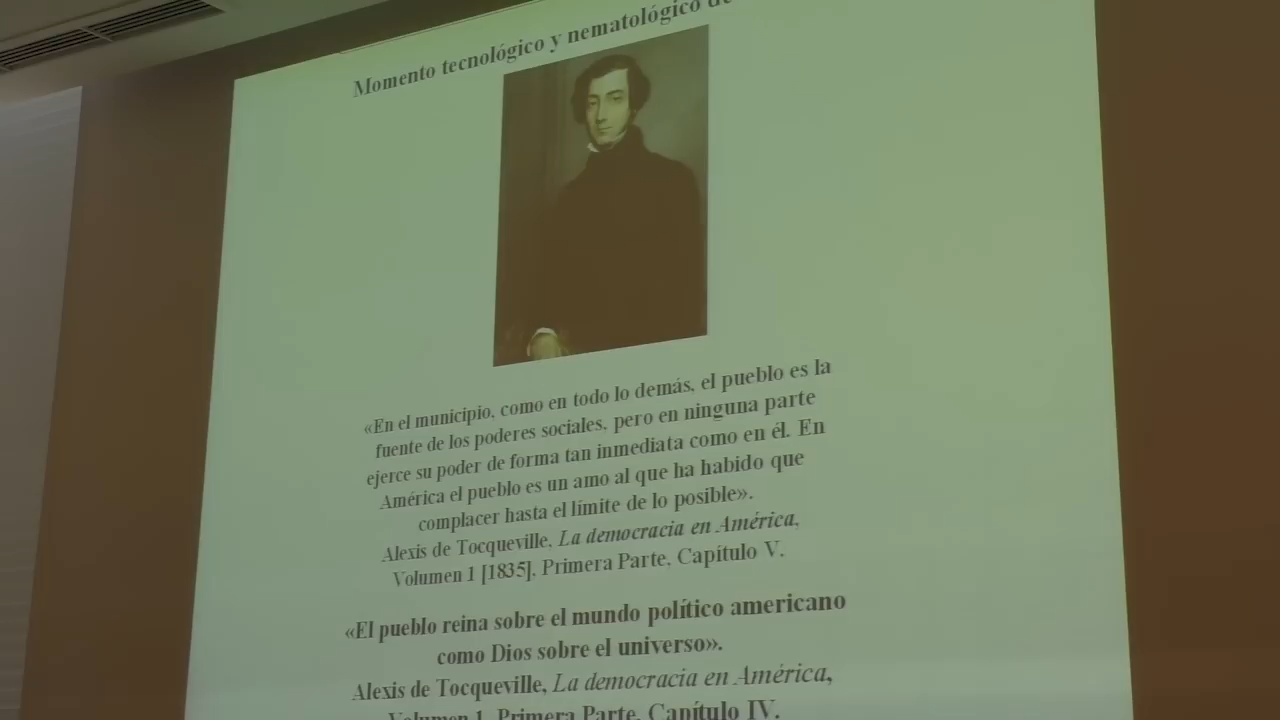 Momento tecnológico y nematológico de
«En el municipio, como en todo lo demás, el pueblo es la
fuente de los poderes sociales, pero en ninguna parte
ejerce su poder de forma tan inmediata como en él. En
América el pueblo es un amo al que ha habido que
complacer hasta el límite de lo posible».
Alexis de Tocqueville, La democracia en América,
Volumen 1 [1835], Primera Parte, Capítulo V.
«El pueblo reina sobre el mundo político americano
como Dios sobre el universo».
Alexis de Tocqueville, La democracia en América,
Volumen 1, Primera Parte, Capítulo IV.